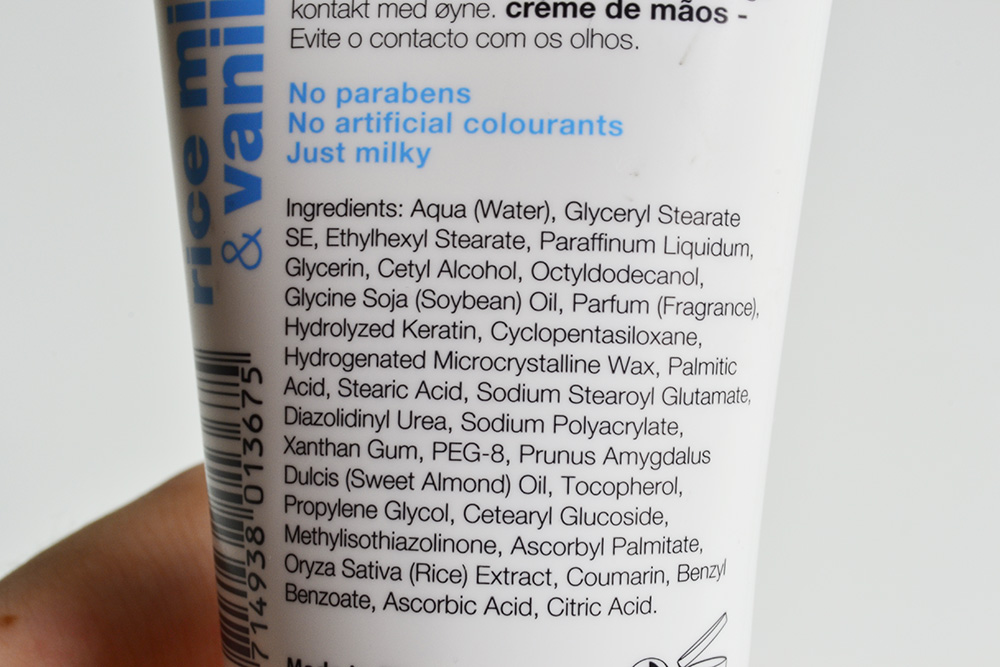 kontakt med øyne. crème de mãos -
Evite o contacto com os olhos.
No parabens
No artificial colourants
Just milky
Ingredients: Aqua (Water), Glyceryl Stearate
SE, Ethylhexyl Stearate, Paraffinum Liquidum,
Glycerin, Cetyl Alcohol, Octyldodecanol,
Glycine Soja (Soybean) Oil, Parfum (Fragrance),
Hydrolyzed Keratin, Cyclopentasiloxane,
Hydrogenated Microcrystalline Wax, Palmitic
Acid, Stearic Acid, Sodium Stearoyl Glutamate,
Diazolidinyl Urea, Sodium Polyacrylate,
Xanthan Gum, PEG-8, Prunus Amygdalus
Dulcis (Sweet Almond) Oil, Tocopherol,
Propylene Glycol, Cetearyl Glucoside,
Methylisothiazolinone, Ascorbyl Palmitate,
Oryza Sativa (Rice) Extract, Coumarin, Benzyl
Benzoate, Ascorbic Acid, Citric Acid.
rice mi
& vanil
714938 013675